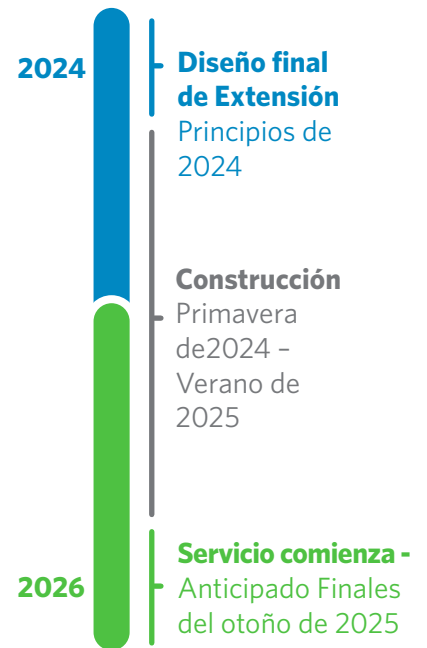 2024
Diseño final
de Extensión
Principios de
2024
Construcción
Primavera
de2024 –
Verano de
2025
2026
Servicio comienza -
Anticipado Finales
del otoño de 2025